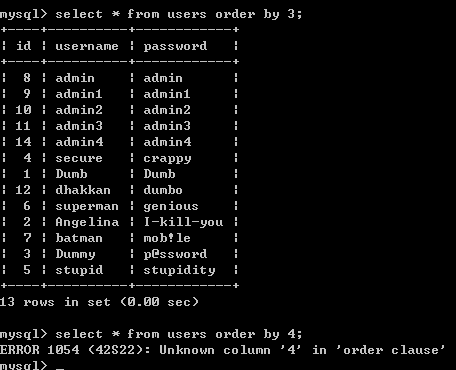 mysql> select * from users order by 3;
+----+----------+------------+
¦ id ¦ username ¦ password   ¦
+----+----------+------------+
¦  8 ¦ admin    ¦ admin      ¦
¦  9 ¦ admin1   ¦ admin1     ¦
¦ 10 ¦ admin2   ¦ admin2     ¦
¦ 11 ¦ admin3   ¦ admin3     ¦
¦ 14 ¦ admin4   ¦ admin4     ¦
¦  4 ¦ secure   ¦ crappy     ¦
¦  1 ¦ Dumb     ¦ Dumb       ¦
¦ 12 ¦ dhakkan  ¦ dumbo      ¦
¦  6 ¦ superman ¦ genious    ¦
¦  2 ¦ Angelina ¦ I-kill-you ¦
¦  7 ¦ batman   ¦ mob!le     ¦
¦  3 ¦ Dummy    ¦ p@ssword   ¦
¦  5 ¦ stupid   ¦ stupidity  ¦
+----+----------+------------+
13 rows in set (0.00 sec)
mysql> select * from users order by 4;
ERROR 1054 (42S22): Unknown column '4' in 'order clause'
mysql> _